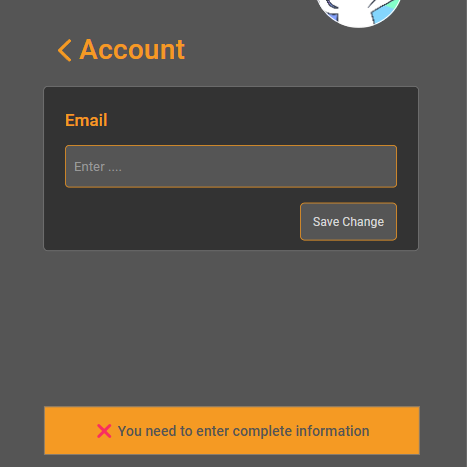 Account
Email
Enter ....
Save Change
You need to enter complete information